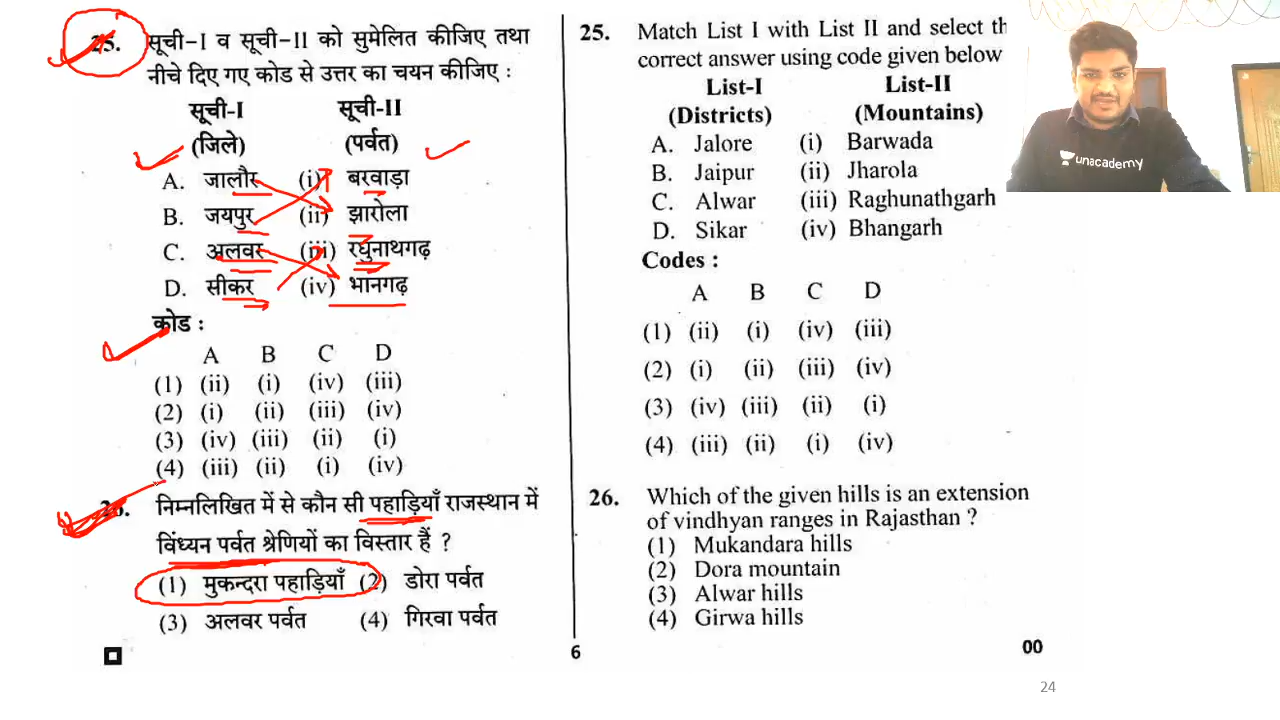 25. सूची-I व सूची-II को सुमेलित कीजिए तथा
नीचे दिए गए कोड से उत्तर का चयन कीजिए :
सूची-I सूची-II
(जिले) (पर्वत)
A. जालौर (i) बरवाड़ा
B. जयपुर (ii) झारोला
C. अलवर (iii) रघुनाथगढ़
D. सीकर (iv) भानगढ़
कोड :
A B C D
(1) (ii) (i) (iv) (iii)
(2) (i) (ii) (iii) (iv)
(3) (iv) (iii) (ii) (i)
(4) (iii) (ii) (i) (iv)
निम्नलिखित में से कौन सी पहाड़ियाँ राजस्थान में
विंध्यन पर्वत श्रेणियों का विस्तार हैं ?
(1) मुकन्दरा पहाड़ियाँ (2) डोरा पर्वत
(3) अलवर पर्वत (4) गिरवा पर्वत
25. Match List I with List II and select th
correct answer using code given below
List-I List-II
(Districts) (Mountains)
A. Jalore (i) Barwada
B. Jaipur (ii) Jharola
C. Alwar (iii) Raghunathgarh
D. Sikar (iv) Bhangarh
Codes :
A B C D
(1) (ii) (i) (iv) (iii)
(2) (i) (ii) (iii) (iv)
(3) (iv) (iii) (ii) (i)
(4) (iii) (ii) (i) (iv)
26. Which of the given hills is an extension
of vindhyan ranges in Rajasthan ?
(1) Mukandara hills
(2) Dora mountain
(3) Alwar hills
(4) Girwa hills
6
00
24
unacademy